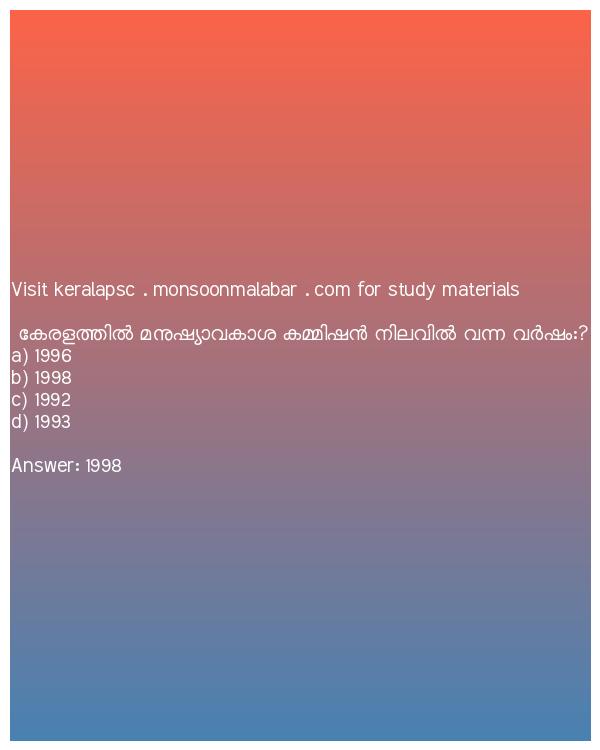 Visit keralapsc . monsoonmalabar . com for study materials
കേരളത്തിൽ മനുഷ്യാവകാശ കമ്മിഷൻ നിലവിൽ വന്ന വർഷം:?
a) 1996
b) 1998
c) 1992
d) 1993
Answer: 1998